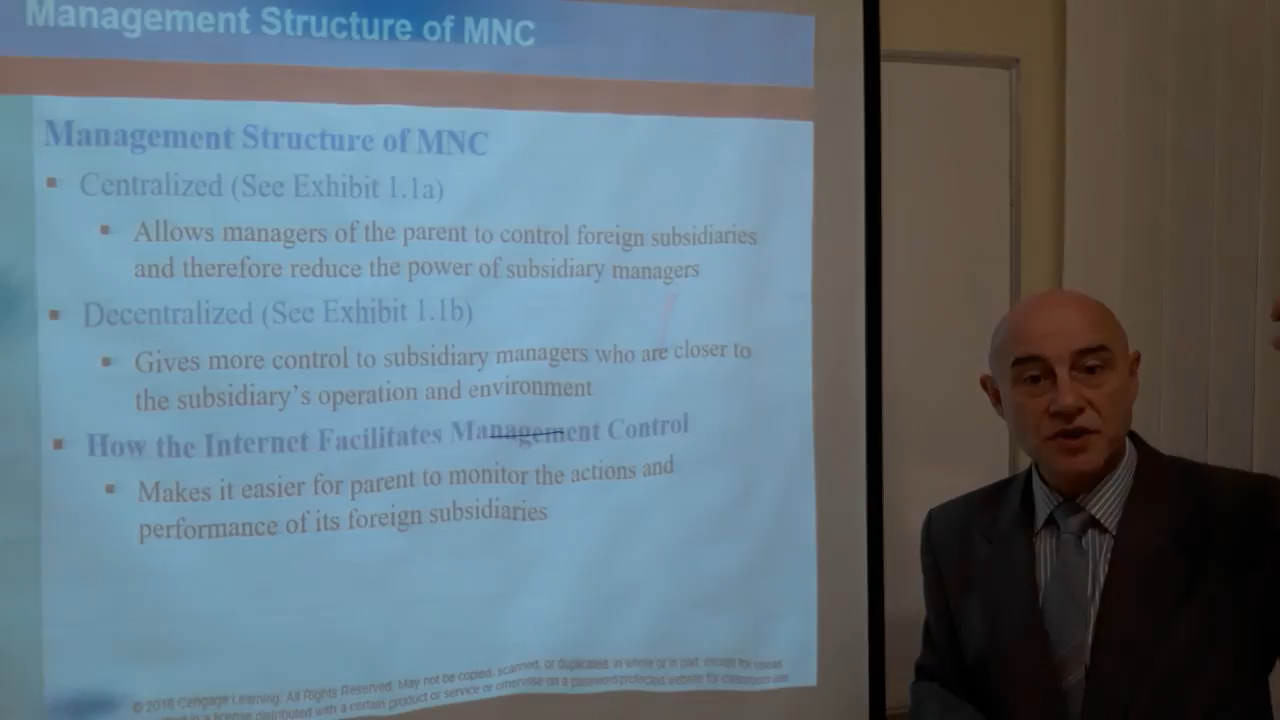 Management Structure of MNC
Management Structure of MNC
Centralized (See Exhibit 1.1a)
Allows managers of the parent to control foreign subsidiaries
and therefore reduce the power of subsidiary managers
Decentralized (See Exhibit 1.1b)
Gives more control to subsidiary managers who are closer to
the subsidiary's operation and environment
How the Internet Facilitates Management Control
Makes it easier for parent to monitor the actions and
performance of its foreign subsidiaries
© 2016 Cengage Learning. All Rights Reserved. May not be copied, scanned, or duplicated, in whole or in part, except for use as
in a license distributed with a certain product or service or otherwise on a password-protected website for classroom use.